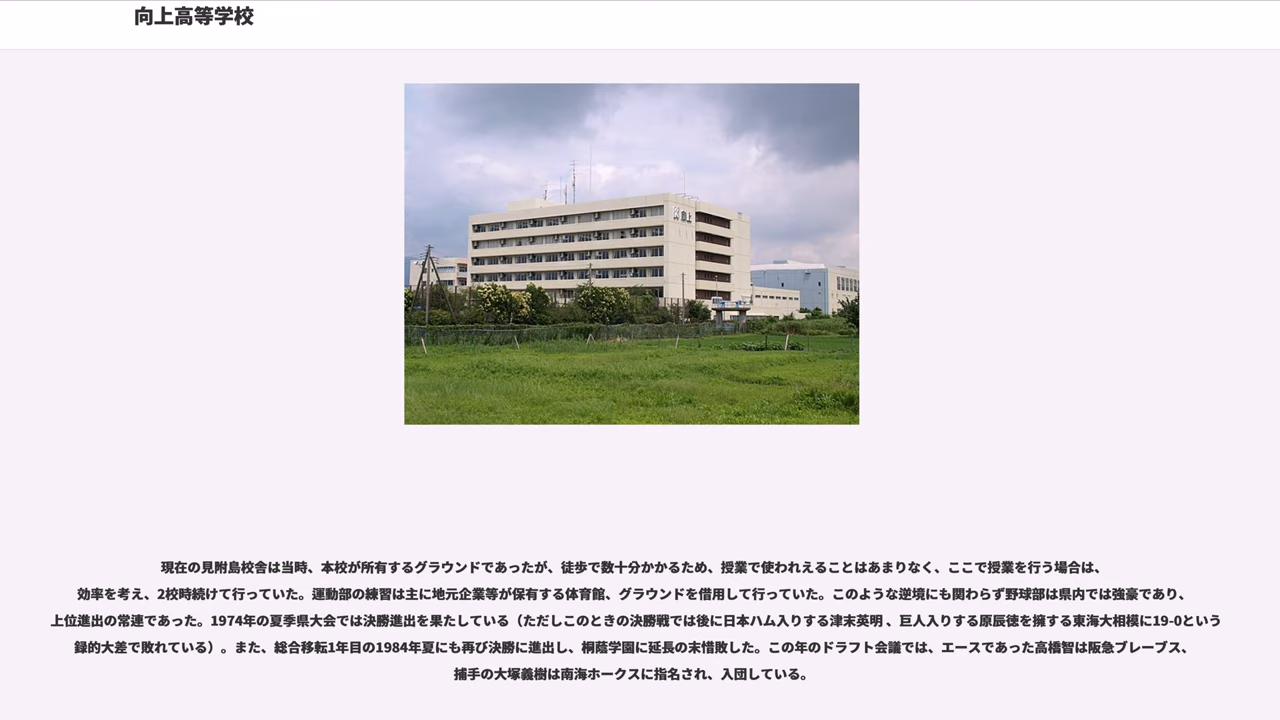 向上高等学校
向上
現在の見附島校舎は当時、本校が所有するグラウンドであったが、徒歩で数十分かかるため、授業で使われえることはあまりなく、ここで授業を行う場合は、
効率を考え、2校時続けて行っていた。運動部の練習は主に地元企業等が保有する体育館、グラウンドを借用して行っていた。このような逆境にも関わらず野球部は県内では強豪であり、
上位進出の常連であった。1974年の夏季県大会では決勝進出を果たしている（ただしこのときの決勝戦では後に日本ハム入りする津末英明 、巨人入りする原辰徳を擁する東海大相模に19-0という
録的大差で敗れている）。また、総合移転1年目の1984年夏にも再び決勝に進出し、桐蔭学園に延長の末惜敗した。この年のドラフト会議では、エースであった高橋智は阪急ブレーブス、
捕手の大塚義樹は南海ホークスに指名され、入団している。